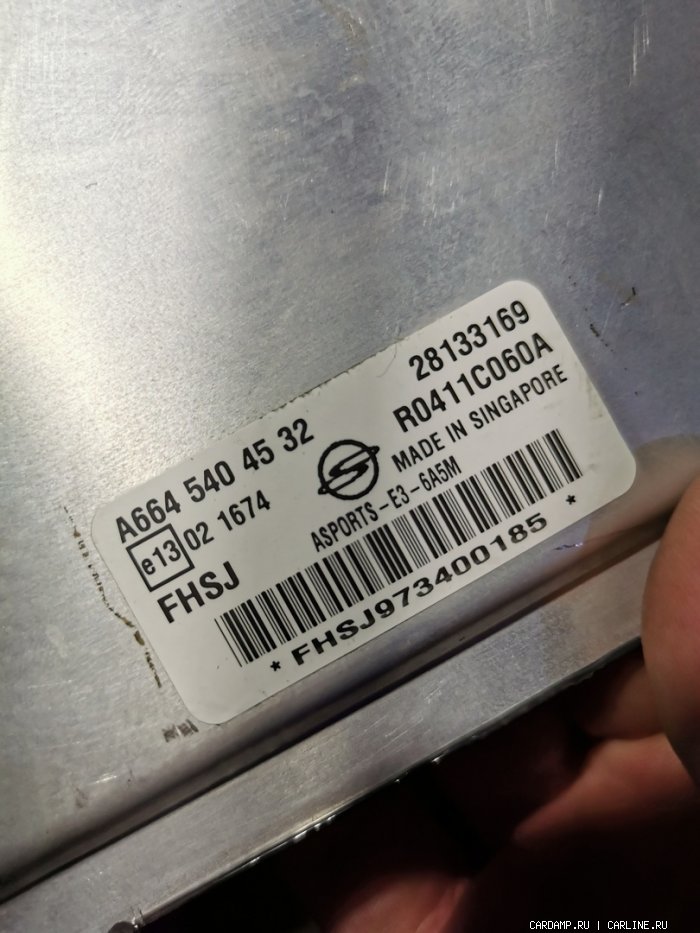 28133169
A664 540 45 32
R0411C060A
e13 02 1674
MADE IN SINGAPORE
FHSJ
ASPORTS-E3-6A5M
* FHSJ973400185 *
CARDAMP.RU | CARLINE.RU